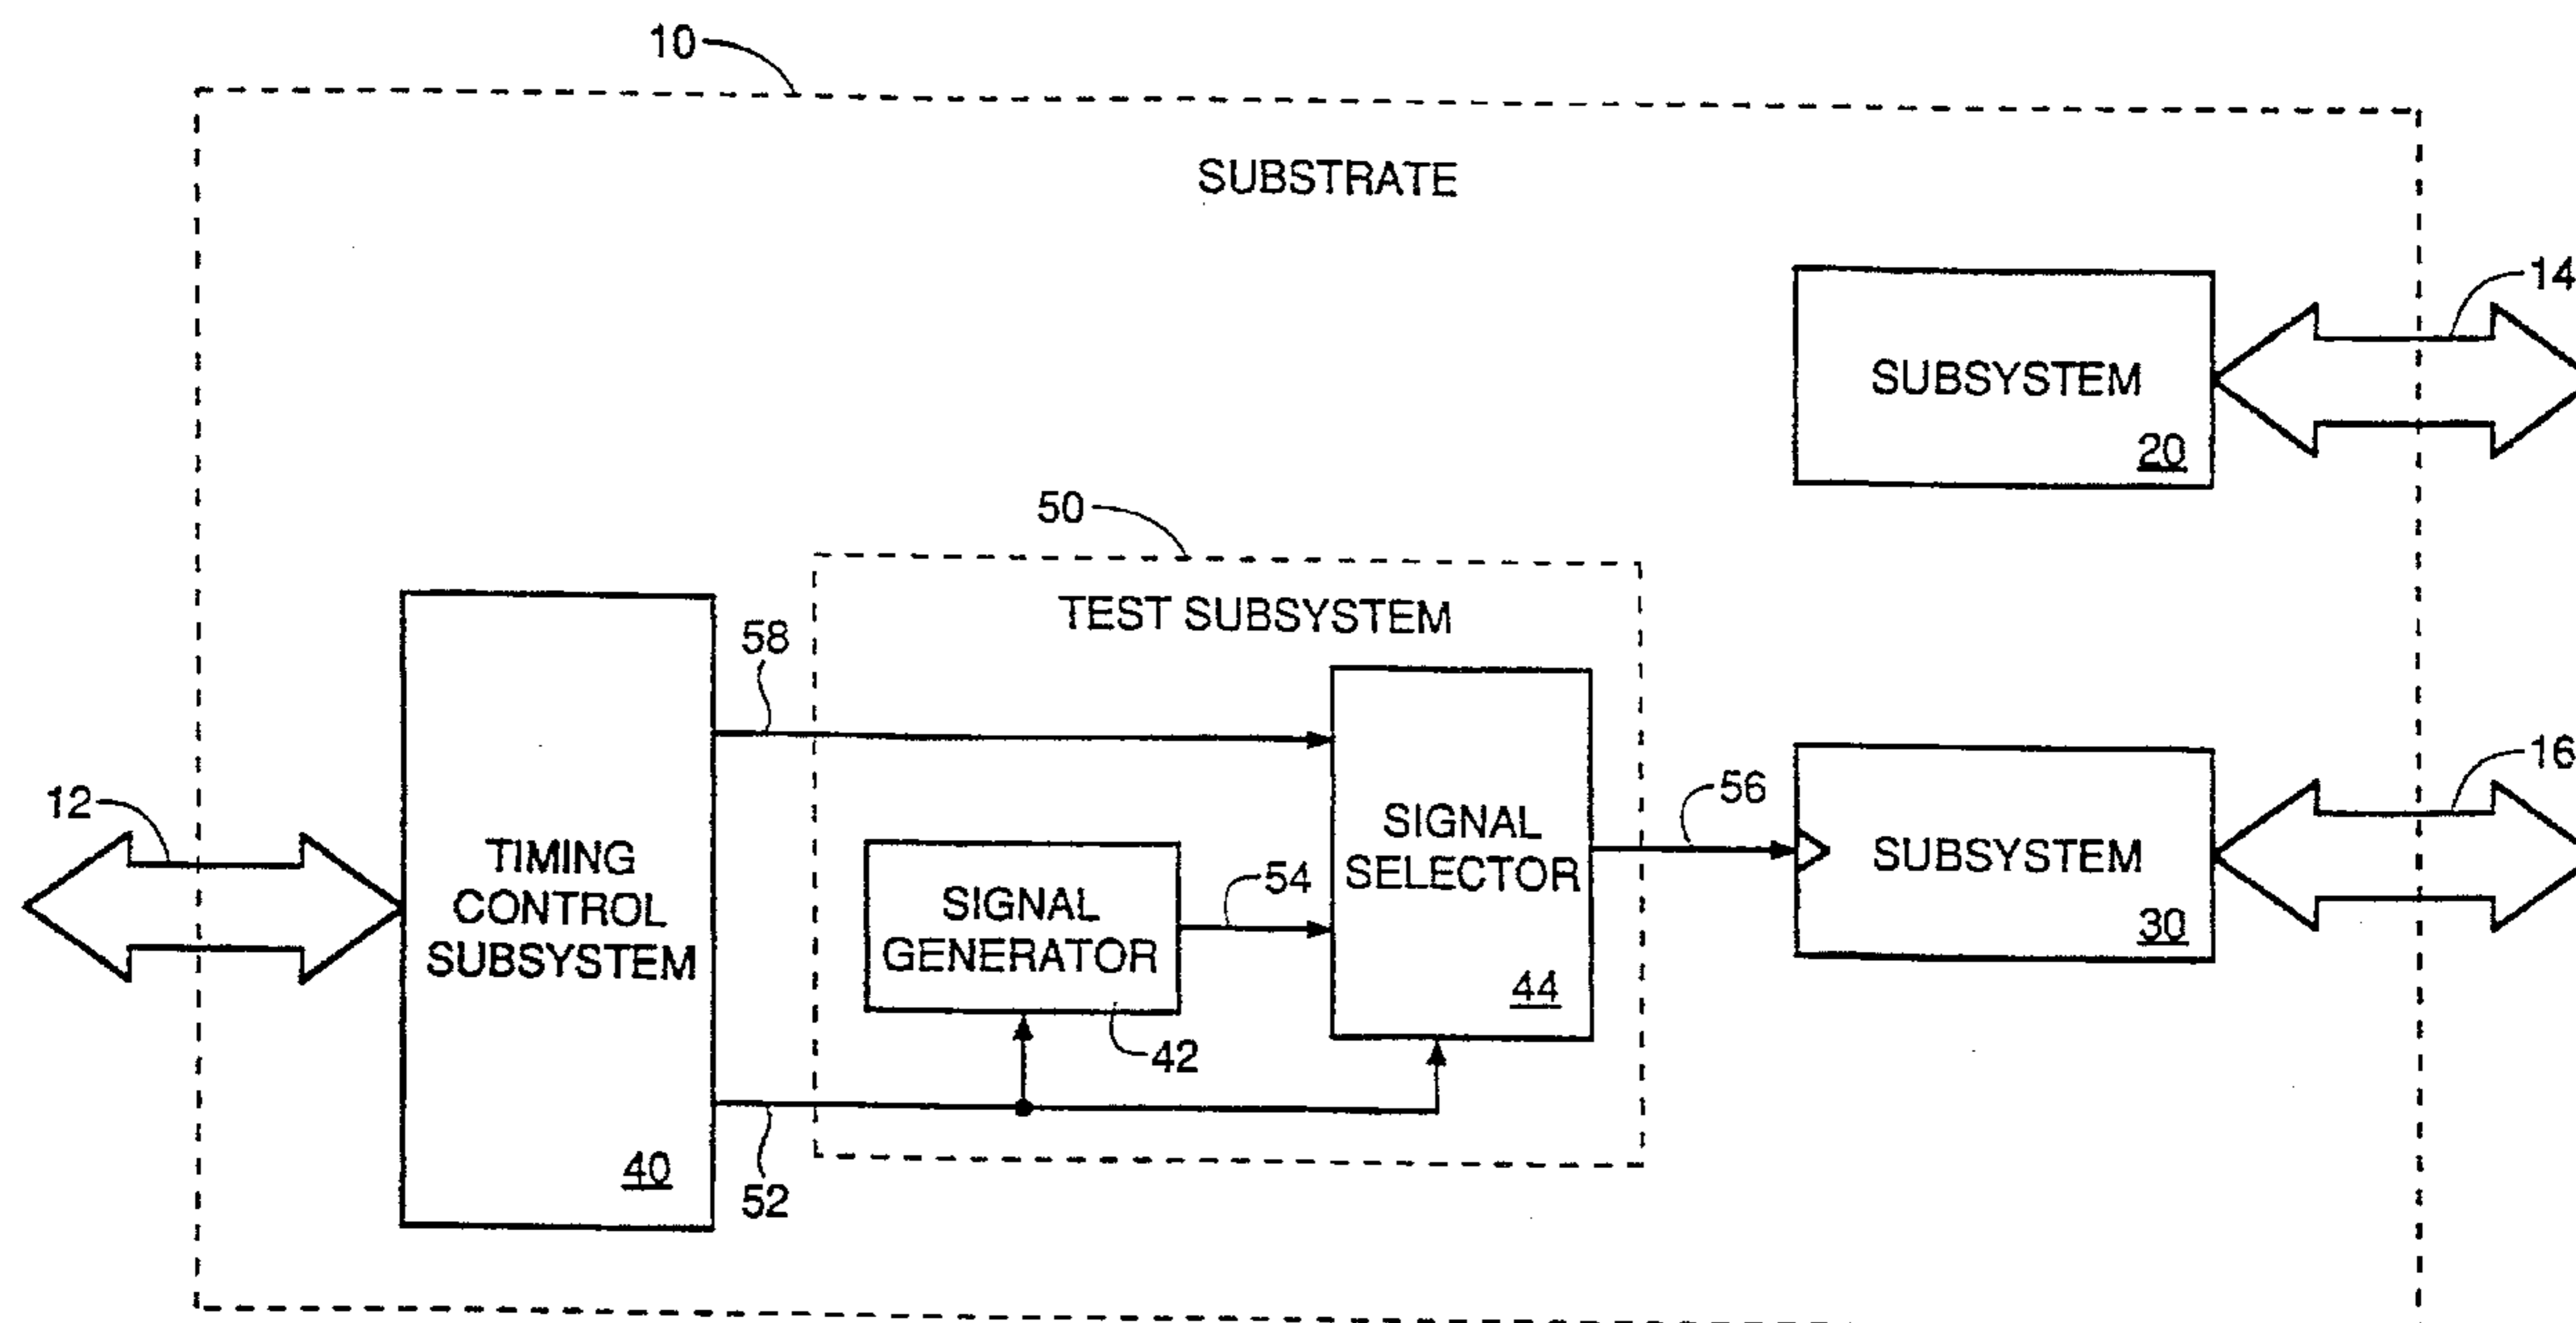 10
SUBSTRATE
14
SUBSYSTEM
20
50
TEST SUBSYSTEM
58
16
12
TIMING
CONTROL
SUBSYSTEM
40
SIGNAL
GENERATOR
42
54
SIGNAL
SELECTOR
44
56
SUBSYSTEM
30
52